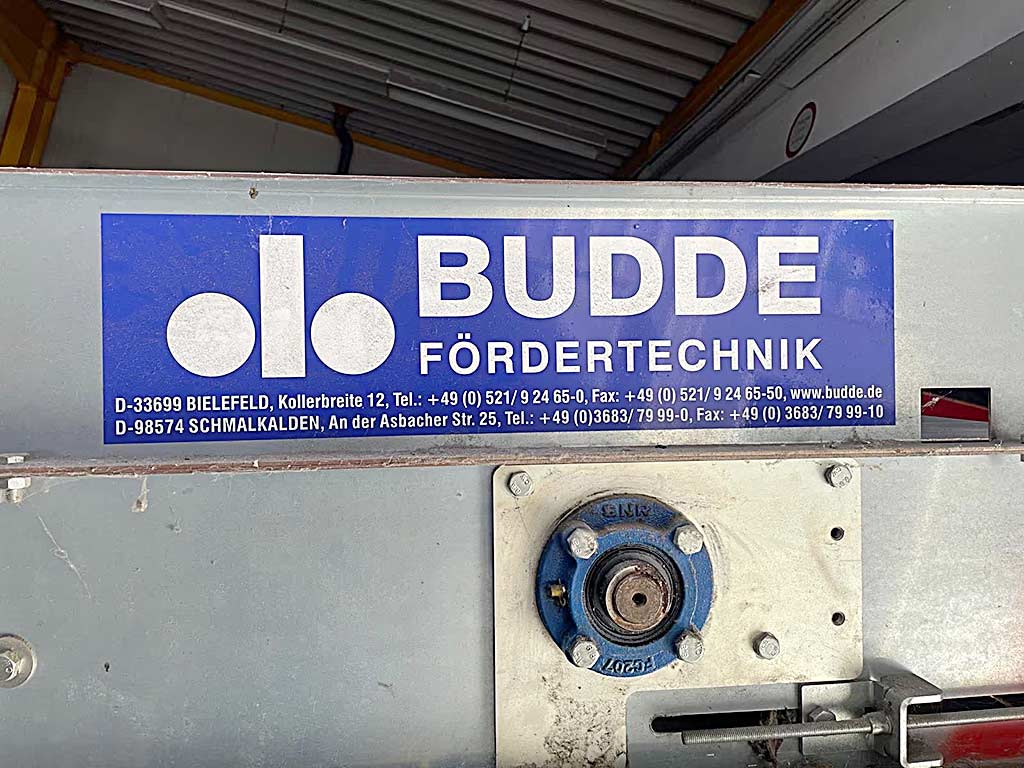 BUDDE
FÖRDERTECHNIK
D-33699 BIELEFELD, Kollerbreite 12, Tel.: +49 (0) 521/ 9 24 65-0, Fax: +49 (0) 521/ 9 24 65-50, www.budde.de
D-98574 SCHMALKALDEN, An der Asbacher Str. 25, Tel.: +49 (0)3683/ 79 99-0, Fax: +49 (0) 3683/ 79 99-10
SNR
FC207